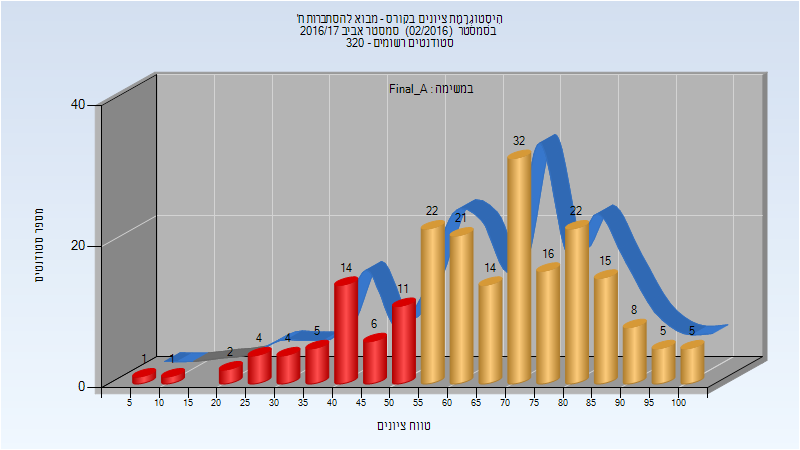 היסטוגרמת ציונים בקורס - מבוא להסתברות ח'
בסמסטר (02/2016) סמסטר אביב 2016/17
סטודנטים רשומים - 320
במשימה : Final_A
מספר סטודנטים
40
20
0
1 1 2 4 4 5 14 6 11 22 21 14 32 16 22 15 8 5 5
5 10 15 20 25 30 35 40 45 50 55 60 65 70 75 80 85 90 95 100
טווח ציונים